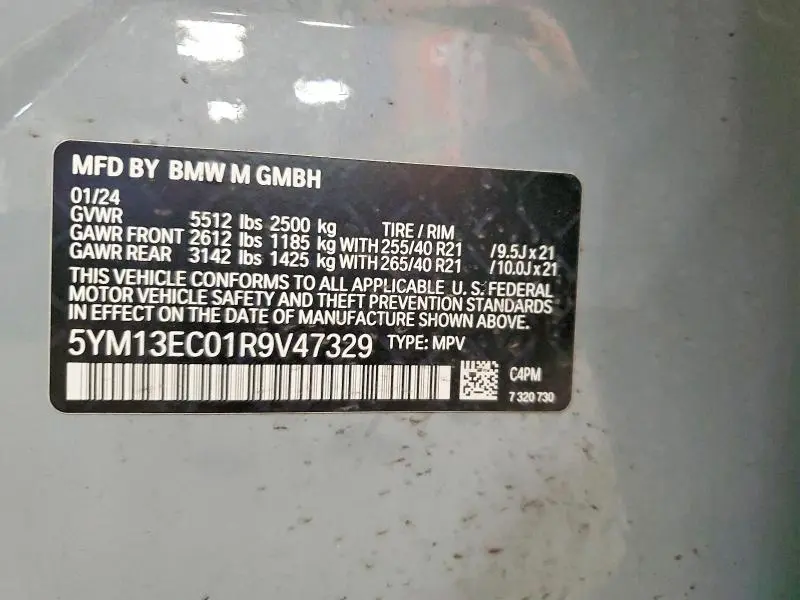 MFD BY BMW M GMBH
01/24
GVWR 5512 lbs 2500 kg TIRE / RIM
GAWR FRONT 2612 lbs 1185 kg WITH 255/40 R21 /9.5J x 21
GAWR REAR 3142 lbs 1425 kg WITH 265/40 R21 /10.0J x 21
THIS VEHICLE CONFORMS TO ALL APPLICABLE U.S. FEDERAL
MOTOR VEHICLE SAFETY AND THEFT PREVENTION STANDARDS
IN EFFECT ON THE DATE OF MANUFACTURE SHOWN ABOVE.
5YM13EC01R9V47329 TYPE: MPV
C4PM
7 320 730